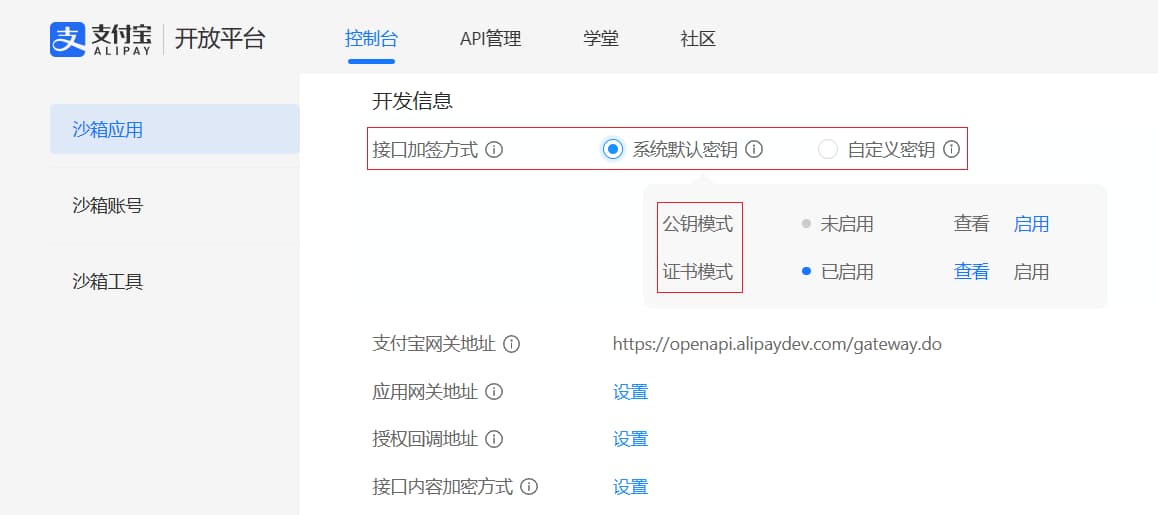 支付宝 ALIPAY 开放平台 控制台 API管理 学堂 社区
沙箱应用
沙箱账号
沙箱工具
开发信息
接口加签方式 系统默认密钥 自定义密钥
公钥模式 未启用 查看 启用
证书模式 已启用 查看 启用
支付宝网关地址 https://openapi.alipaydev.com/gateway.do
应用网关地址 设置
授权回调地址 设置
接口内容加密方式 设置